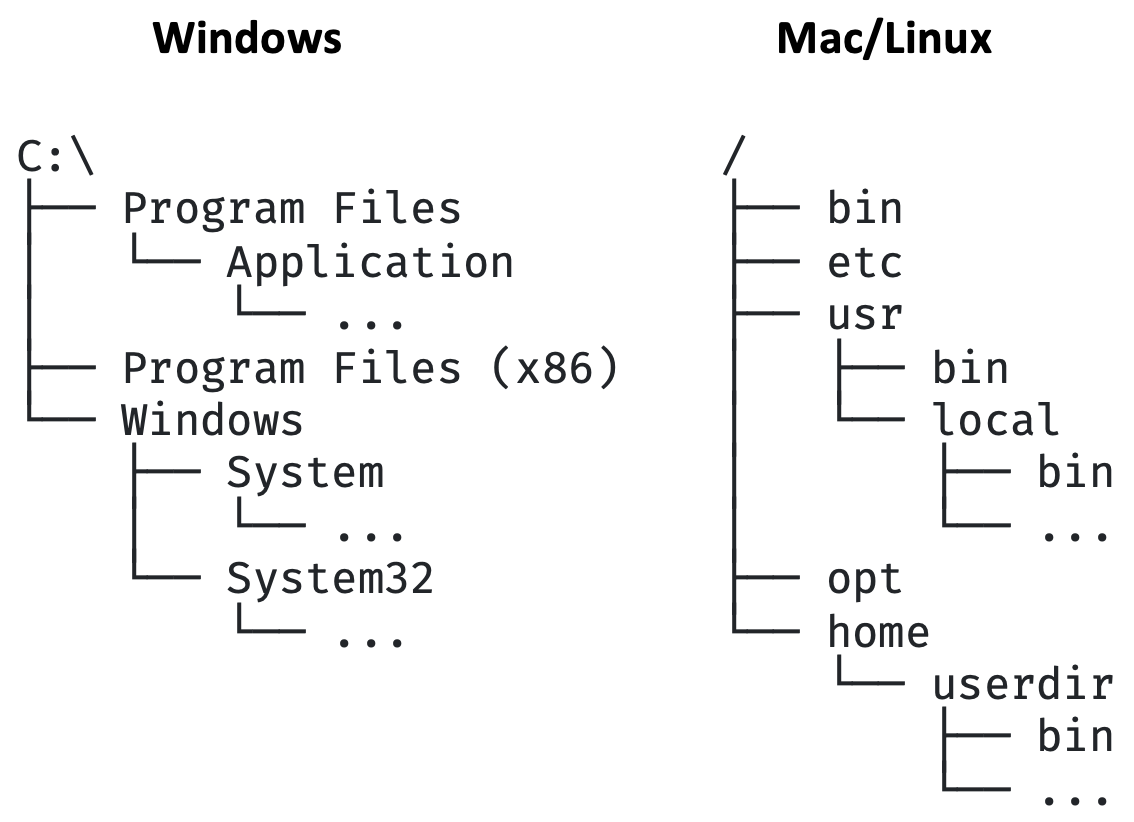 Windows
C:\
Program Files
Application
...
Program Files (x86)
Windows
System
...
System32
...
Mac/Linux
/
bin
etc
usr
bin
local
bin
...
opt
home
userdir
bin
...